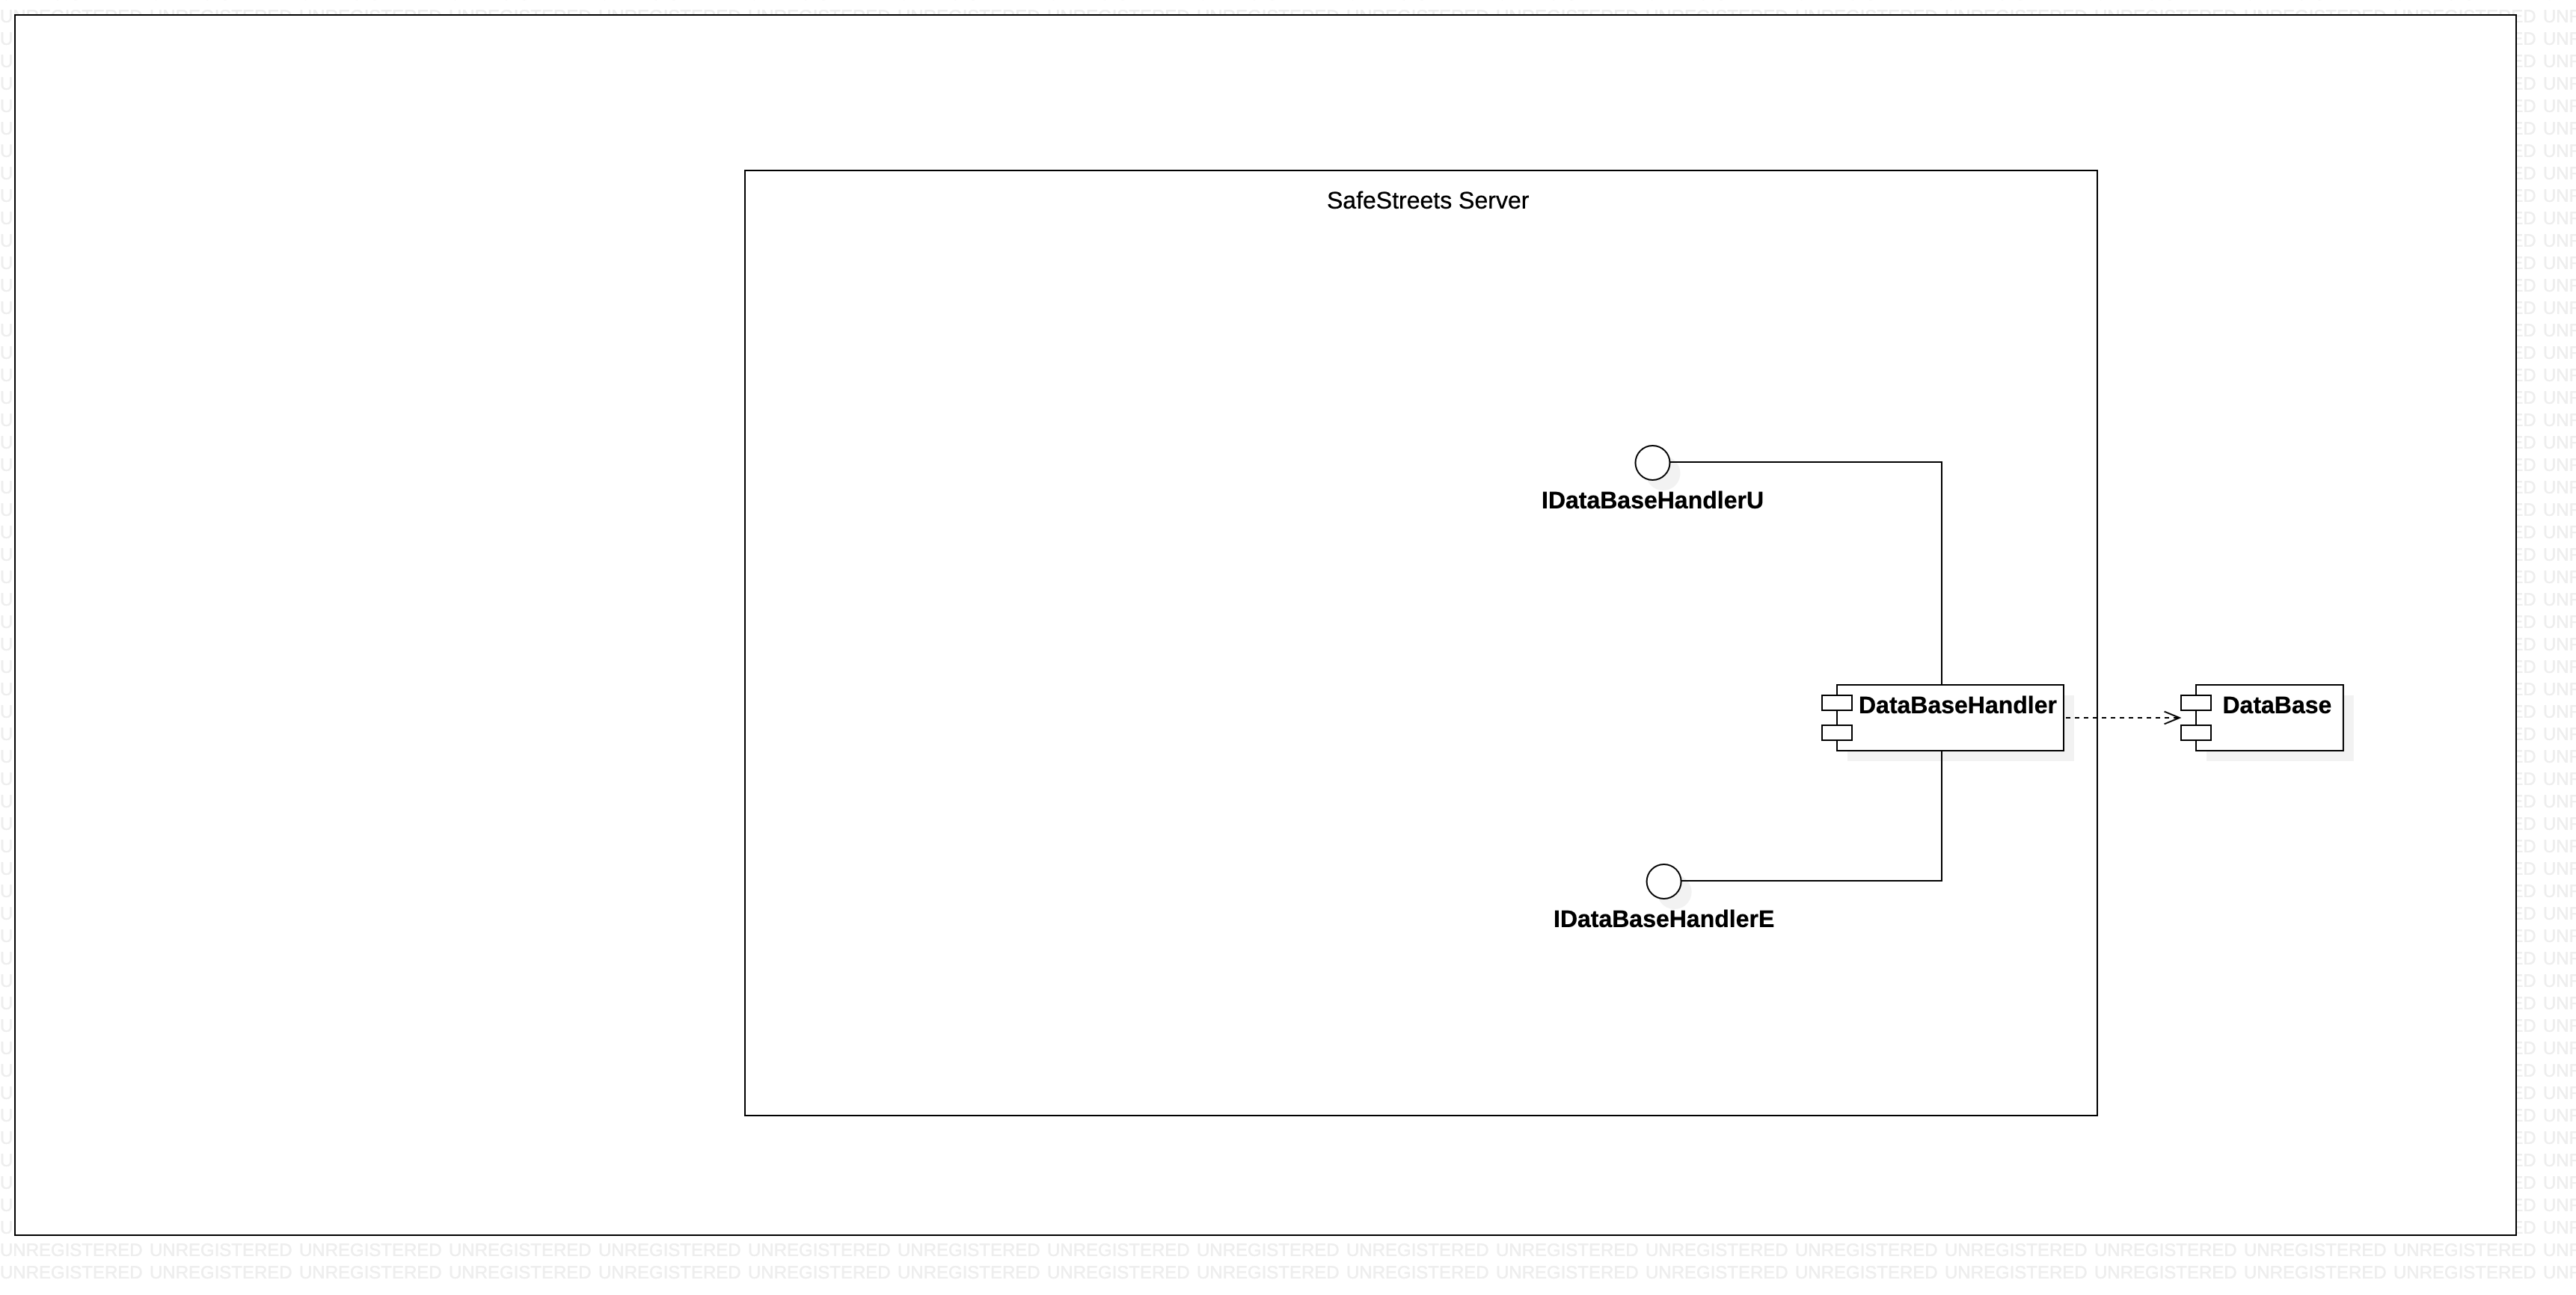 SafeStreets Server
IDataBaseHandlerU
DataBaseHandler
DataBase
IDataBaseHandlerE
UNREGISTERED UNREGISTERED UNREGISTERED UNREGISTERED UNREGISTERED UNREGISTERED UNREGISTERED UNREGISTERED UNREGISTERED UNREGISTERED UNREGISTERED UNREGISTERED UNREGISTERED UNREGISTERED UNREGISTERED UNREGISTERED UNREGISTERED UNR
UNREGISTERED UNREGISTERED UNREGISTERED UNREGISTERED UNREGISTERED UNREGISTERED UNREGISTERED UNREGISTERED UNREGISTERED UNREGISTERED UNREGISTERED UNREGISTERED UNREGISTERED UNREGISTERED UNREGISTERED UNREGISTERED UNREGISTERED UNR